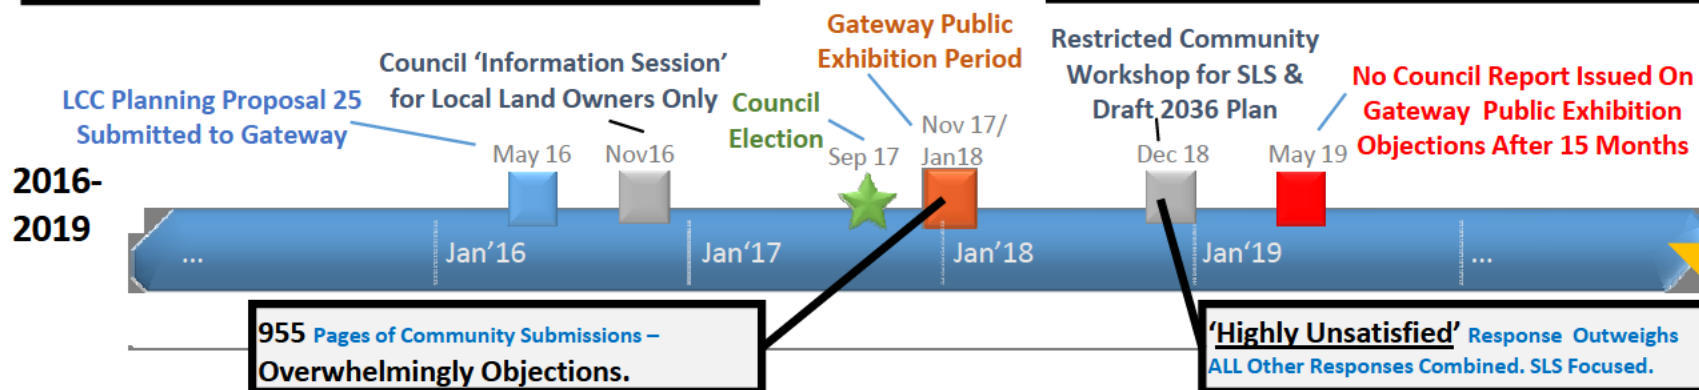 LCC Planning Proposal 25
Submitted to Gateway
Council ‘Information Session’
for Local Land Owners Only
Council
Election
Gateway Public
Exhibition Period
Restricted Community
Workshop for SLS &
Draft 2036 Plan
No Council Report Issued On
Gateway Public Exhibition
Objections After 15 Months
May 16
Nov16
Sep 17
Nov 17/
Jan18
Dec 18
May 19
2016-
2019
...
Jan’16
Jan‘17
Jan’18
Jan‘19
...
955 Pages of Community Submissions –
Overwhelmingly Objections.
‘Highly Unsatisfied’ Response Outweighs
ALL Other Responses Combined. SLS Focused.